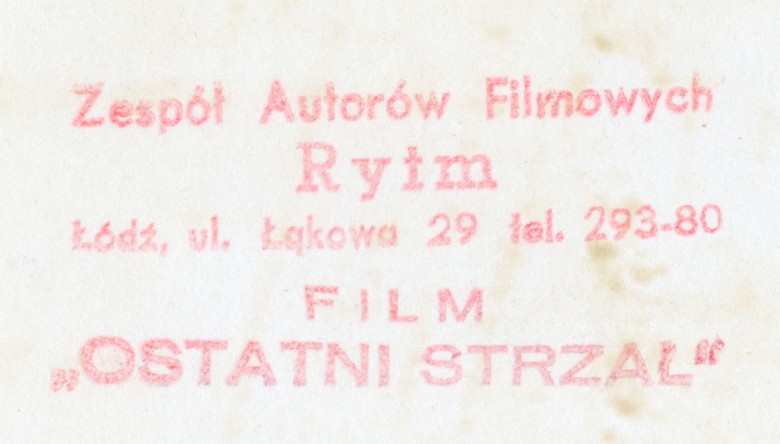 Zespół Autorów Filmowych
Rytm
Łódź, ul. Łąkowa 29 tel. 293-80
FILM
„OSTATNI STRZAŁ"